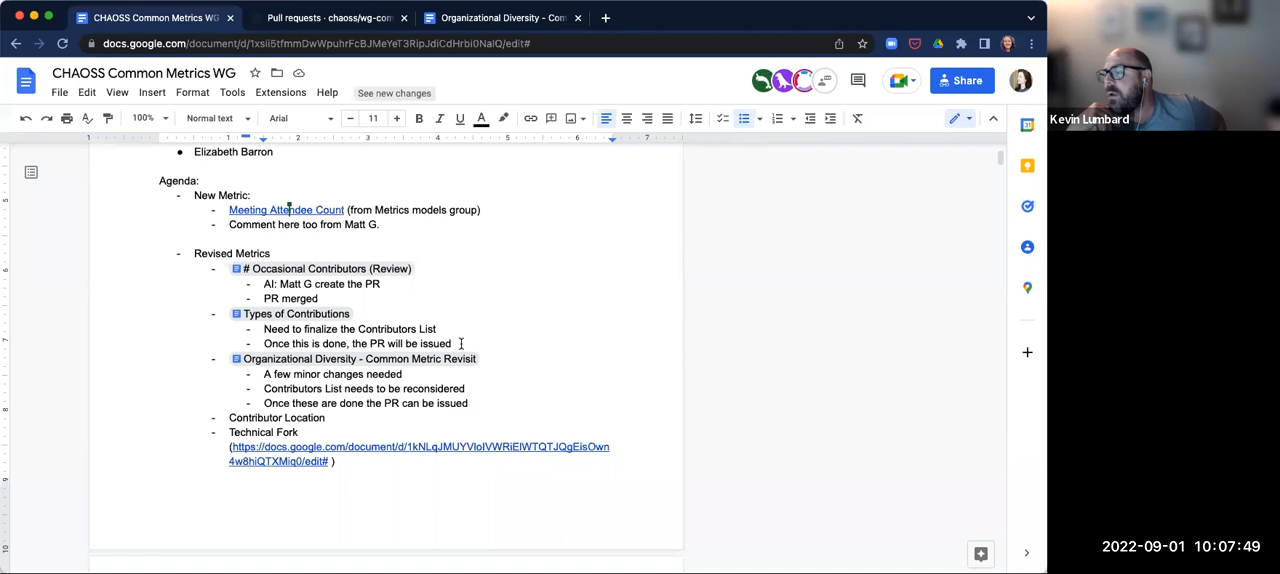 CHAOSS Common Metrics WG
Pull requests · chaoss/wg-com
Organizational Diversity - Com
docs.google.com/document/d/1xsii5tfmmDwWpuhrFcBJMeYeT3RipJdiCdHrbi0NaIQ/edit#
CHAOSS Common Metrics WG
File Edit View Insert Format Tools Extensions Help See new changes
Share
100% Normal text Arial 11
Kevin Lumbard
Elizabeth Barron
Agenda:
- New Metric:
- Meeting Attendee Count (from Metrics models group)
- Comment here too from Matt G.
- Revised Metrics
- # Occasional Contributors (Review)
- AI: Matt G create the PR
- PR merged
- Types of Contributions
- Need to finalize the Contributors List
- Once this is done, the PR will be issued
- Organizational Diversity - Common Metric Revisit
- A few minor changes needed
- Contributors List needs to be reconsidered
- Once these are done the PR can be issued
- Contributor Location
- Technical Fork
(https://docs.google.com/document/d/1kNLqJMUYVIoIVWRiEIWTQTJQgEisOwn
4w8hiQTXMiq0/edit# )
2022-09-01 10:07:49